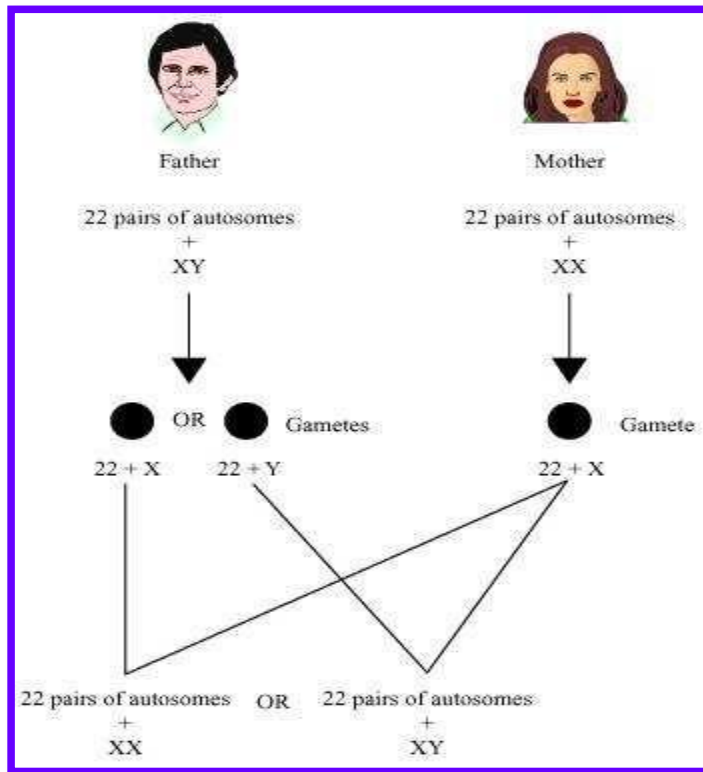 Father Mother
22 pairs of autosomes 22 pairs of autosomes
+ +
XY XX
OR Gametes Gamete
22 + X 22 + Y 22 + X
22 pairs of autosomes OR 22 pairs of autosomes
+ +
XX XY